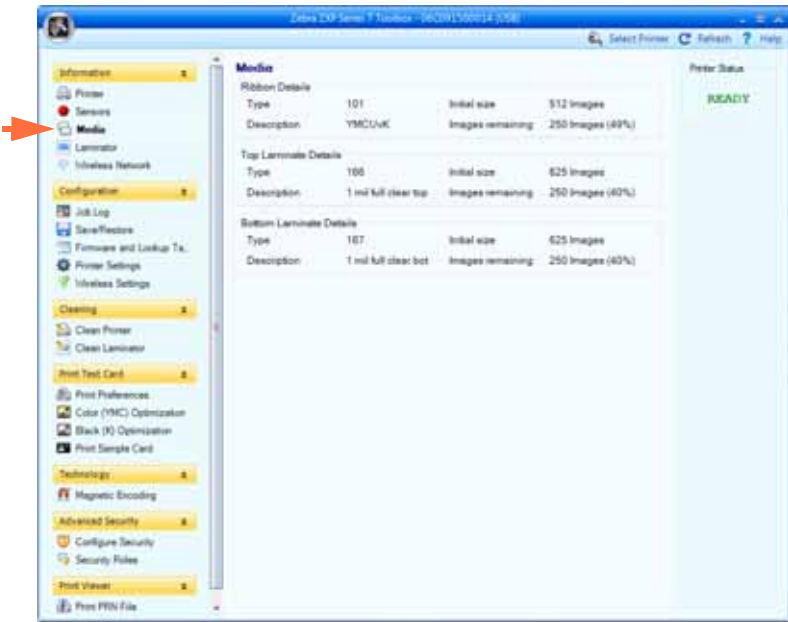 Zebra ZXP Series 7 Toolbox - 06C091500014 (USB)
Select Printer Refresh ? Help
Information
Printer
Sensors
Media
Laminator
Wireless Network
Configuration
Job Log
Save/Restore
Firmware and Lookup Ta..
Printer Settings
Wireless Settings
Cleaning
Clean Printer
Clean Laminator
Print Test Card
Print Preferences
Color (YMC) Optimization
Black (K) Optimization
Print Sample Card
Technology
Magnetic Encoding
Advanced Security
Configure Security
Security Roles
Print Viewer
Print PRN File
Media
Ribbon Details
Type 101 Initial size 512 Images
Description YMCUvK Images remaining 250 Images (49%)
Top Laminate Details
Type 166 Initial size 625 Images
Description 1 mil full clear top Images remaining 250 Images (40%)
Bottom Laminate Details
Type 167 Initial size 625 Images
Description 1 mil full clear bot Images remaining 250 Images (40%)
Printer Status
READY